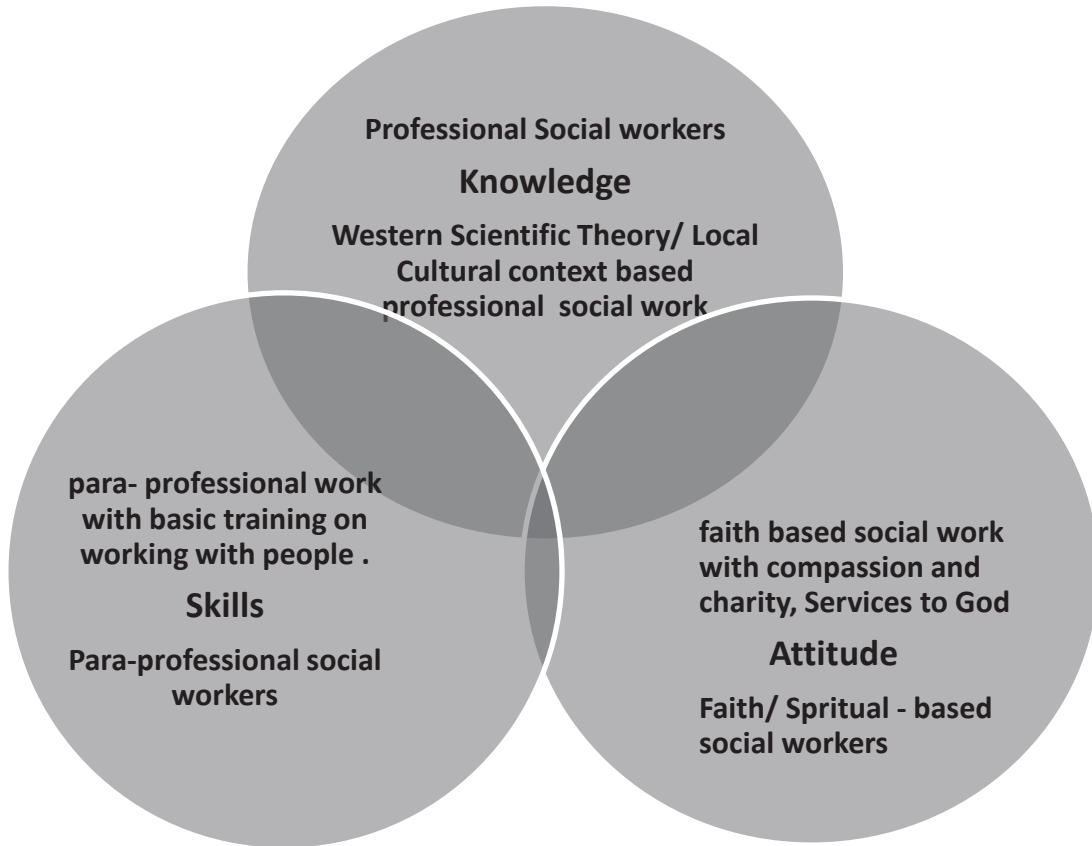 Professional Social workers
Knowledge
Western Scientific Theory/ Local
Cultural context based
professional social work
para- professional work
with basic training on
working with people .
Skills
Para-professional social
workers
faith based social work
with compassion and
charity, Services to God
Attitude
Faith/ Spritual - based
social workers